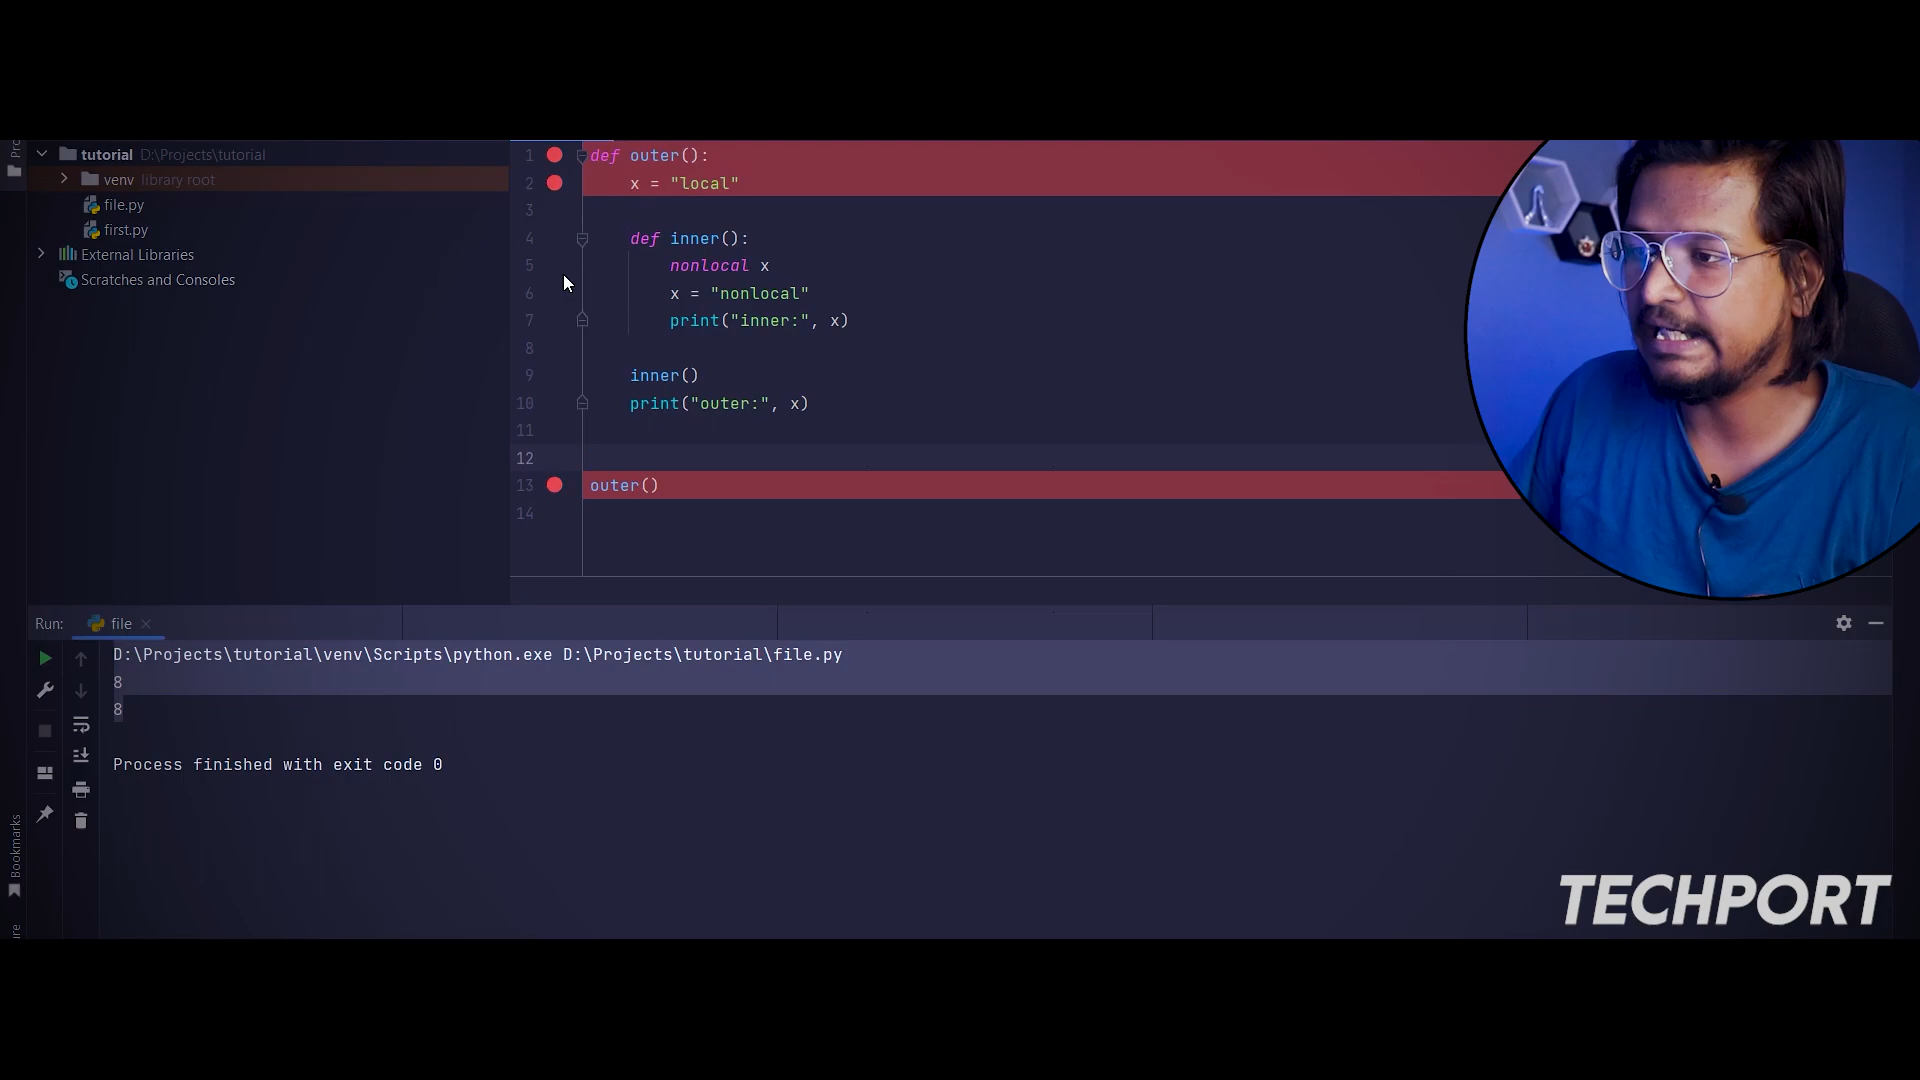 Pro
tutorial D:\Projects\tutorial
venv library root
file.py
first.py
External Libraries
Scratches and Consoles
1 def outer():
2 x = "local"
3
4 def inner():
5 nonlocal x
6 x = "nonlocal"
7 print("inner:", x)
8
9 inner()
10 print("outer:", x)
11
12
13 outer()
14
Run: file
D:\Projects\tutorial\venv\Scripts\python.exe D:\Projects\tutorial\file.py
8
8
Process finished with exit code 0
Bookmarks
ure
TECHPORT